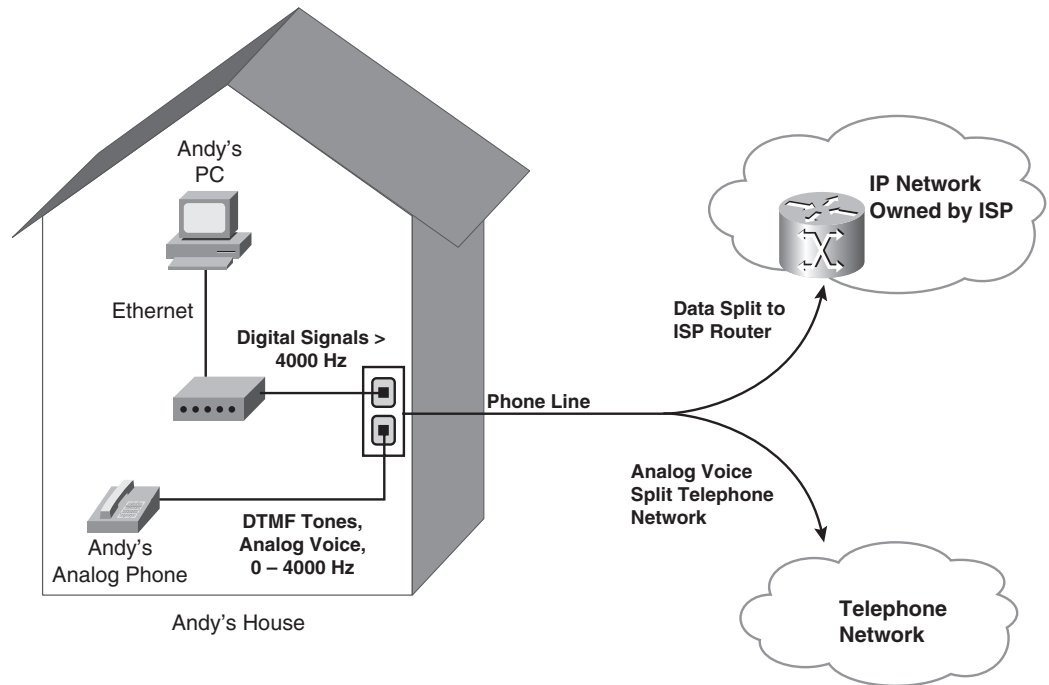 Andy's
PC
Ethernet
Digital Signals >
4000 Hz
Phone Line
DTMF Tones,
Analog Voice,
0 – 4000 Hz
Andy's
Analog Phone
Andy's House
IP Network
Owned by ISP
Data Split to
ISP Router
Analog Voice
Split Telephone
Network
Telephone
Network